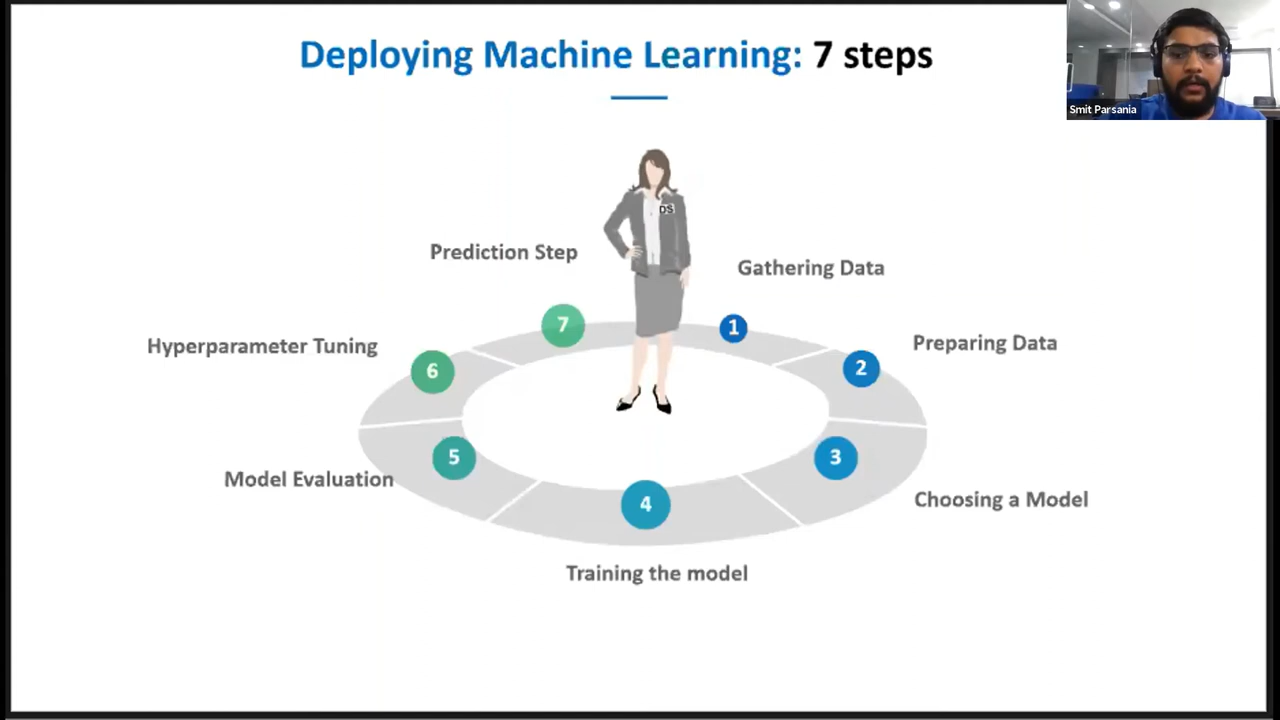 Deploying Machine Learning: 7 steps
Smit Parsania
DS
Prediction Step
Gathering Data
7
1
Hyperparameter Tuning
Preparing Data
6
2
5
3
Model Evaluation
Choosing a Model
4
Training the model